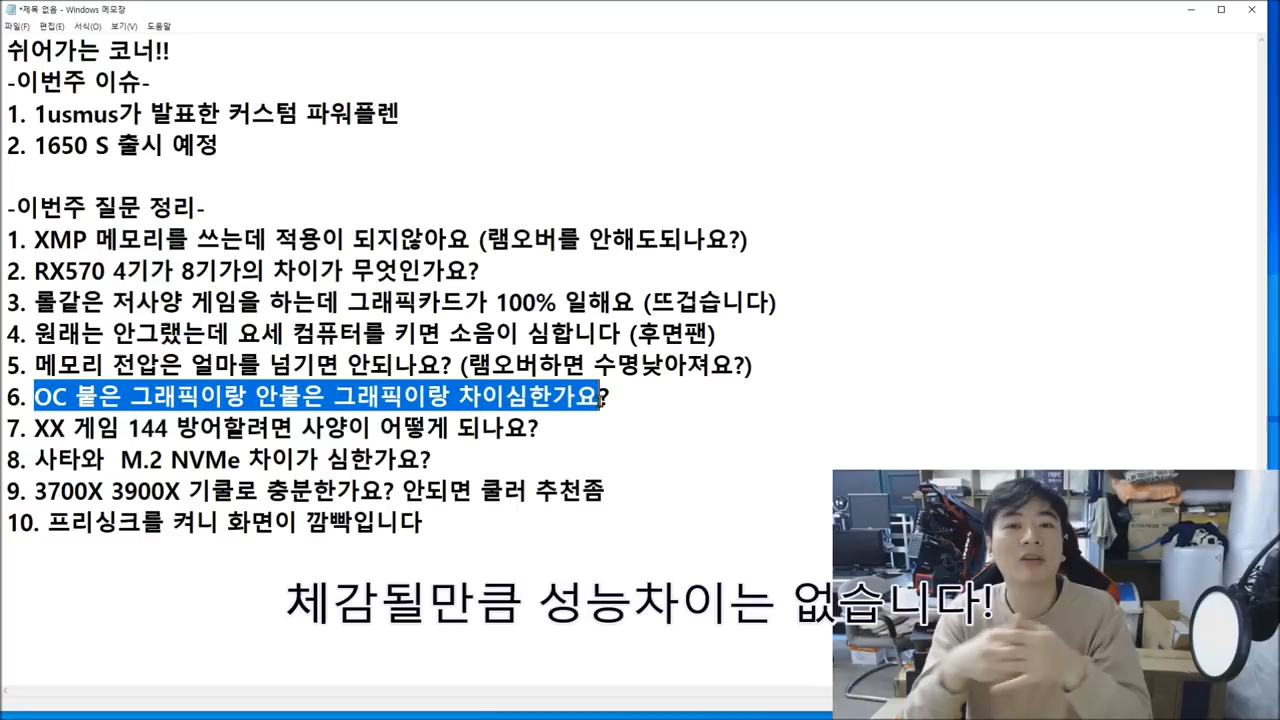 *제목 없음 - Windows 메모장
파일(F) 편집(E) 서식(O) 보기(V) 도움말
쉬어가는 코너!!
-이번주 이슈-
1. 1usmus가 발표한 커스텀 파워플렌
2. 1650 S 출시 예정
-이번주 질문 정리-
1. XMP 메모리를 쓰는데 적용이 되지않아요 (램오버를 안해도되나요?)
2. RX570 4기가 8기가의 차이가 무엇인가요?
3. 롤같은 저사양 게임을 하는데 그래픽카드가 100% 일해요 (뜨겁습니다)
4. 원래는 안그랬는데 요세 컴퓨터를 키면 소음이 심합니다 (후면팬)
5. 메모리 전압은 얼마를 넘기면 안되나요? (램오버하면 수명낮아져요?)
6. OC 붙은 그래픽이랑 안붙은 그래픽이랑 차이심한가요?
7. XX 게임 144 방어할려면 사양이 어떻게 되나요?
8. 사타와  M.2 NVMe 차이가 심한가요?
9. 3700X 3900X 기쿨로 충분한가요? 안되면 쿨러 추천좀
10. 프리싱크를 켜니 화면이 깜빡입니다
체감될만큼 성능차이는 없습니다!